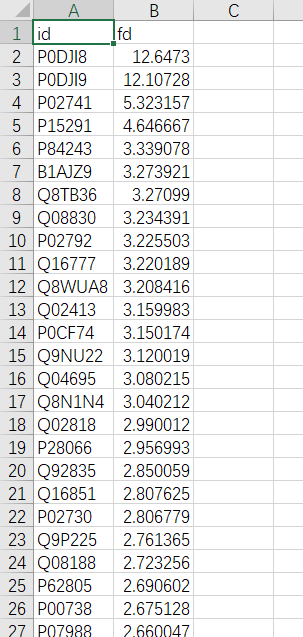 A B C
1 id fd
2 P0DJI8 12.6473
3 P0DJI9 12.10728
4 P02741 5.323157
5 P15291 4.646667
6 P84243 3.339078
7 B1AJZ9 3.273921
8 Q8TB36 3.27099
9 Q08830 3.234391
10 P02792 3.225503
11 Q16777 3.220189
12 Q8WUA8 3.208416
13 Q02413 3.159983
14 P0CF74 3.150174
15 Q9NU22 3.120019
16 Q04695 3.080215
17 Q8N1N4 3.040212
18 Q02818 2.990012
19 P28066 2.956993
20 Q92835 2.850059
21 Q16851 2.807625
22 P02730 2.806779
23 Q9P225 2.761365
24 Q08188 2.723256
25 P62805 2.690602
26 P00738 2.675128
27 P07988 2.660047